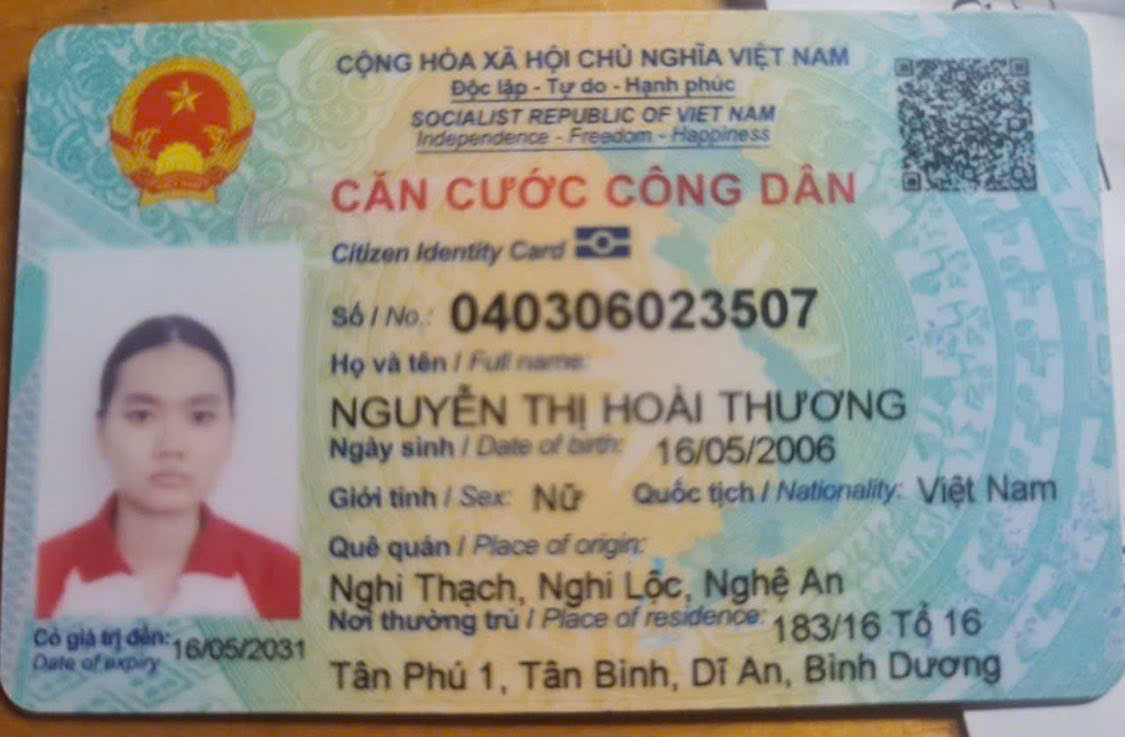 CỘNG HÒA XÃ HỘI CHỦ NGHĨA VIỆT NAM
Độc lập - Tự do - Hạnh phúc
SOCIALIST REPUBLIC OF VIET NAM
Independence - Freedom - Happiness
CĂN CƯỚC CÔNG DÂN
Citizen Identity Card
Số / No.: 040306023507
Họ và tên / Full name:
NGUYỄN THỊ HOÀI THƯƠNG
Ngày sinh / Date of birth: 16/05/2006
Giới tính / Sex: Nữ Quốc tịch / Nationality: Việt Nam
Quê quán / Place of origin:
Nghi Thạch, Nghi Lộc, Nghệ An
Nơi thường trú / Place of residence: 183/16 Tổ 16
Tân Phú 1, Tân Bình, Dĩ An, Bình Dương
Có giá trị đến: 16/05/2031
Date of expiry